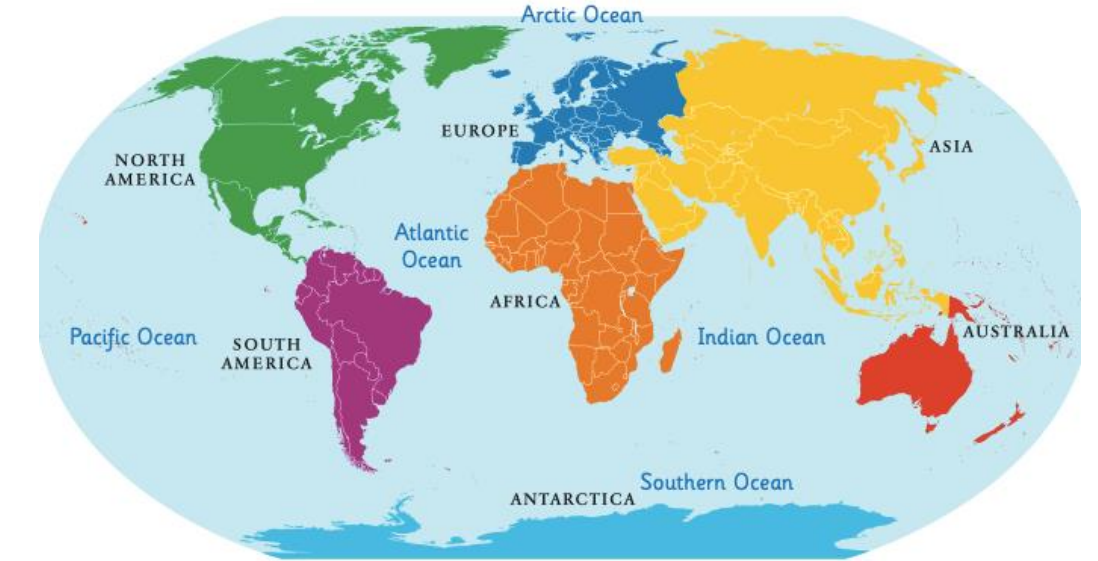 Arctic Ocean
EUROPE
ASIA
NORTH
AMERICA
Atlantic
Ocean
AFRICA
Pacific Ocean
SOUTH
AMERICA
Indian Ocean
AUSTRALIA
Southern Ocean
ANTARCTICA